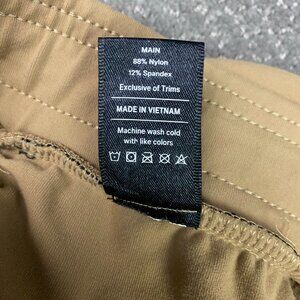 MAIN
88% Nylon
12% Spandex
Exclusive of Trims
MADE IN VIETNAM
Machine wash cold
with like colors